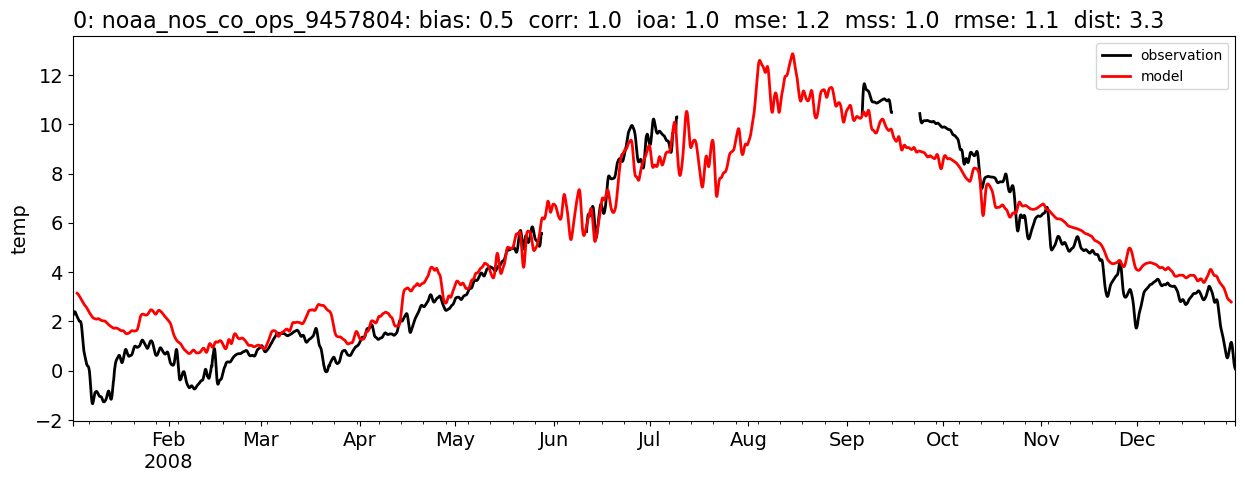 0: noaa_nos_co_ops_9457804: bias: 0.5  corr: 1.0  ioa: 1.0  mse: 1.2  mss: 1.0  rmse: 1.1  dist: 3.3
observation
model
temp
12
10
8
6
4
2
0
−2
Feb Mar Apr May Jun Jul Aug Sep Oct Nov Dec
2008